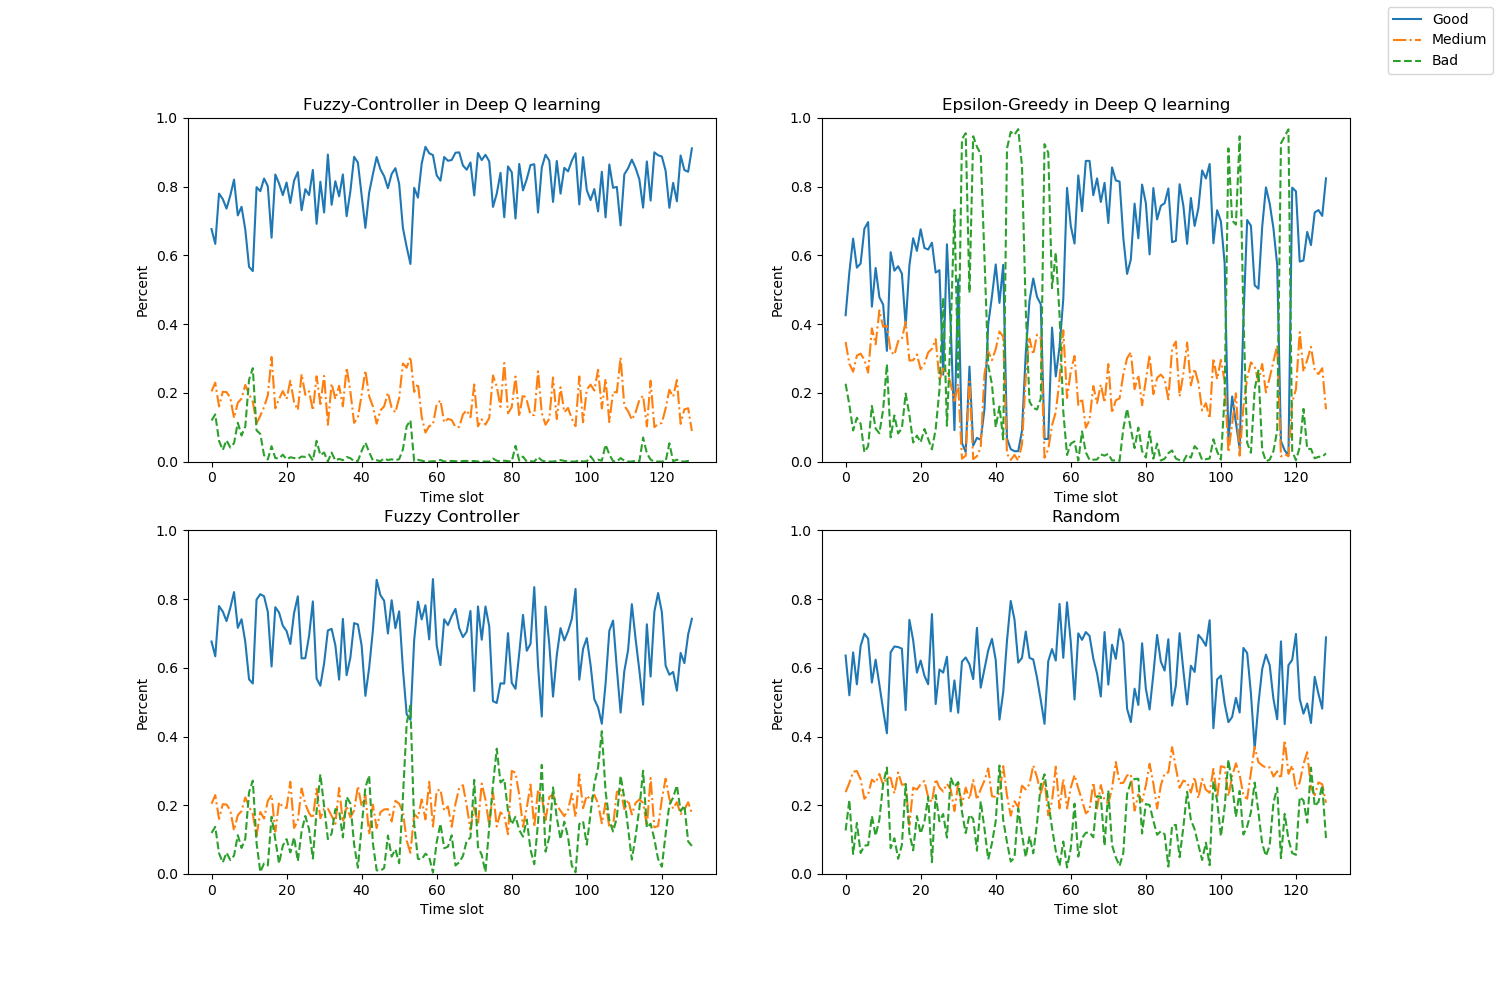 Good
Medium
Bad
Fuzzy-Controller in Deep Q learning
1.0
0.8
0.6
0.4
0.2
0.0
Percent
0 20 40 60 80 100 120
Time slot
Epsilon-Greedy in Deep Q learning
1.0
0.8
0.6
0.4
0.2
0.0
Percent
0 20 40 60 80 100 120
Time slot
Fuzzy Controller
1.0
0.8
0.6
0.4
0.2
0.0
Percent
0 20 40 60 80 100 120
Time slot
Random
1.0
0.8
0.6
0.4
0.2
0.0
Percent
0 20 40 60 80 100 120
Time slot